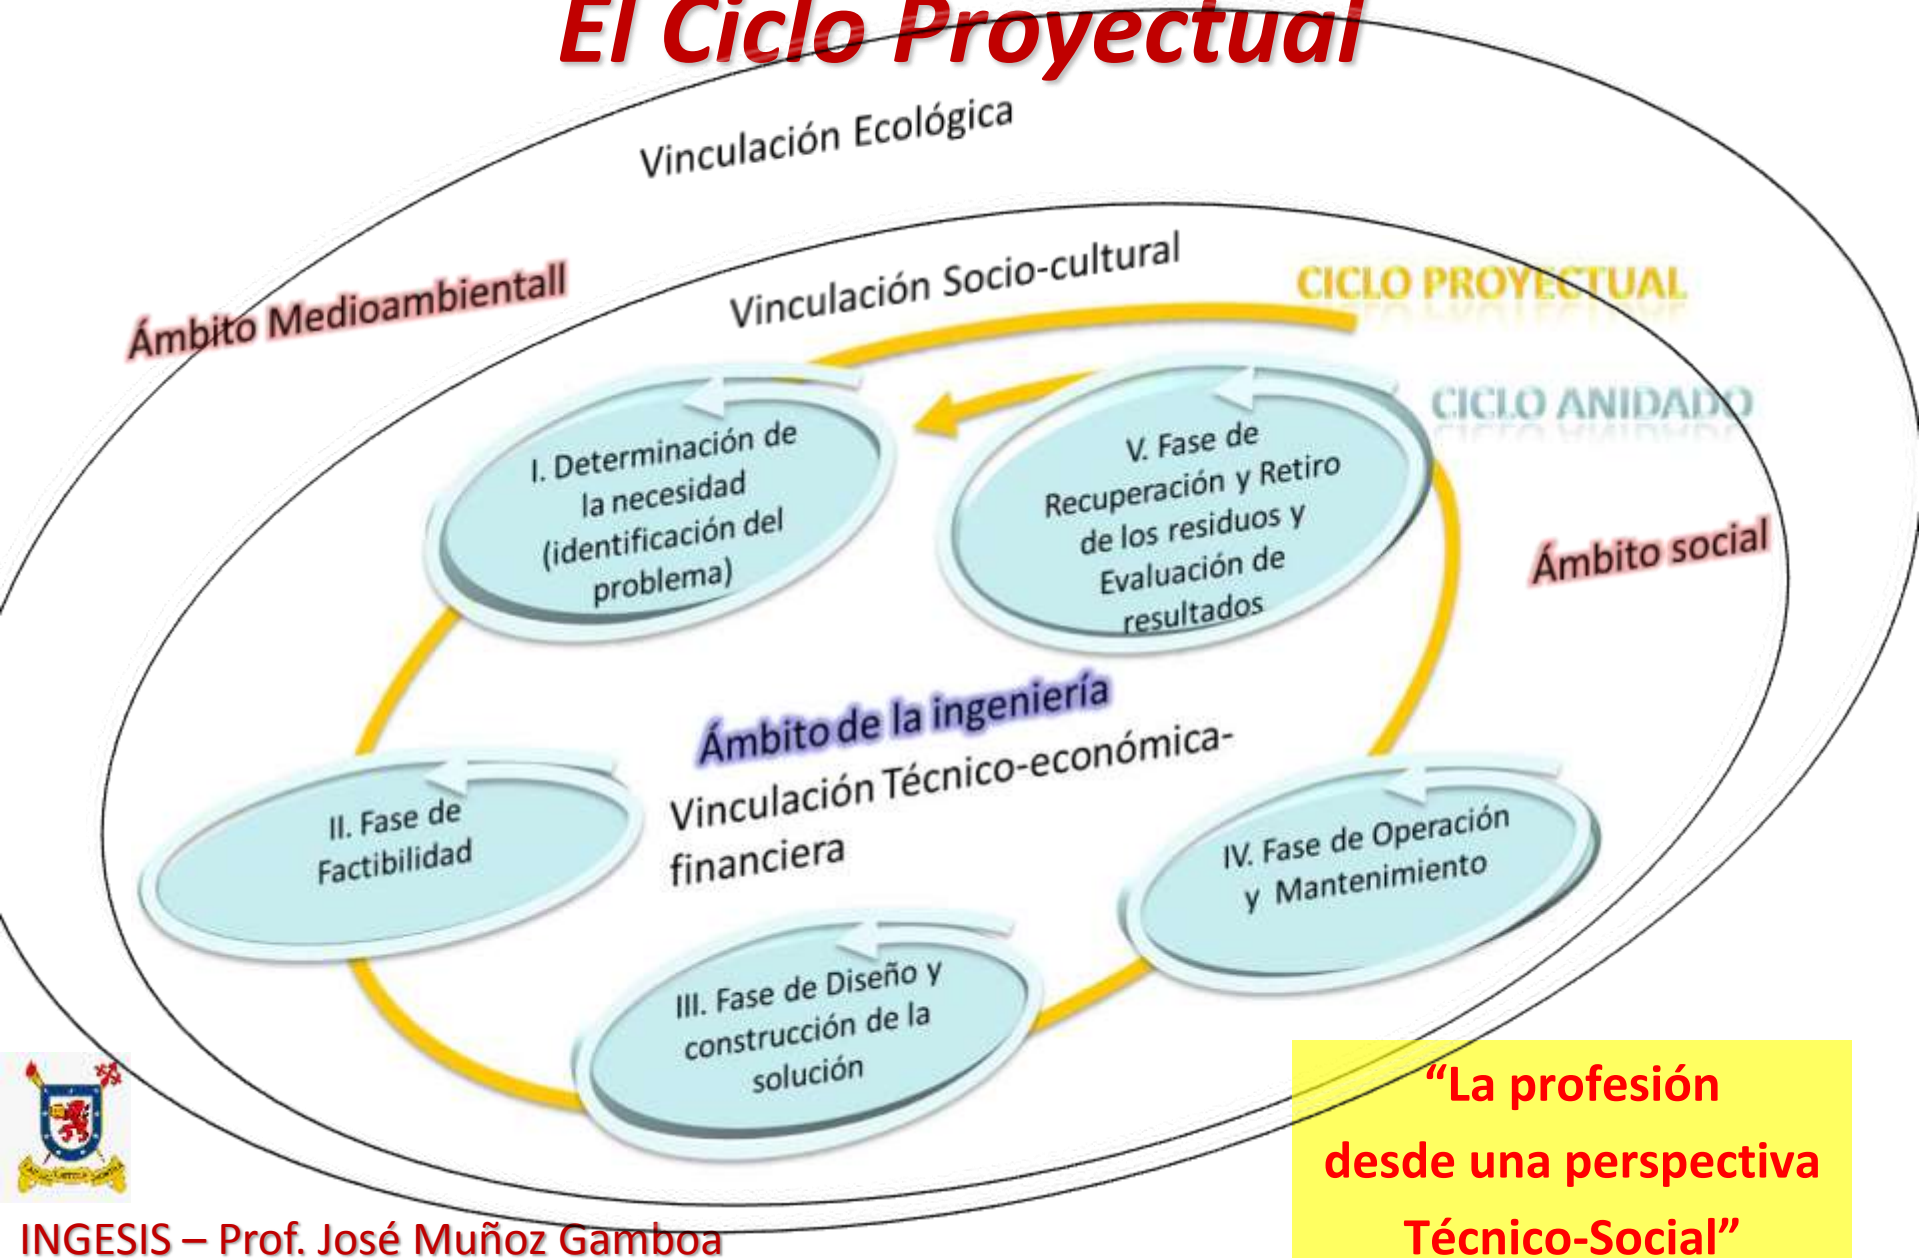 El Ciclo Proyectual
Vinculación Ecológica
Vinculación Socio-cultural
Ámbito Medioambientall
CICLO PROYECTUAL
CICLO ANIDADO
I. Determinación de
la necesidad
(identificación del
problema)
V. Fase de
Recuperación y Retiro
de los residuos y
Evaluación de
resultados
Ámbito social
Ámbito de la ingeniería
Vinculación Técnico-económica-
financiera
II. Fase de
Factibilidad
IV. Fase de Operación
y Mantenimiento
III. Fase de Diseño y
construcción de la
solución
“La profesión
desde una perspectiva
Técnico-Social”
INGESIS – Prof. José Muñoz Gamboa